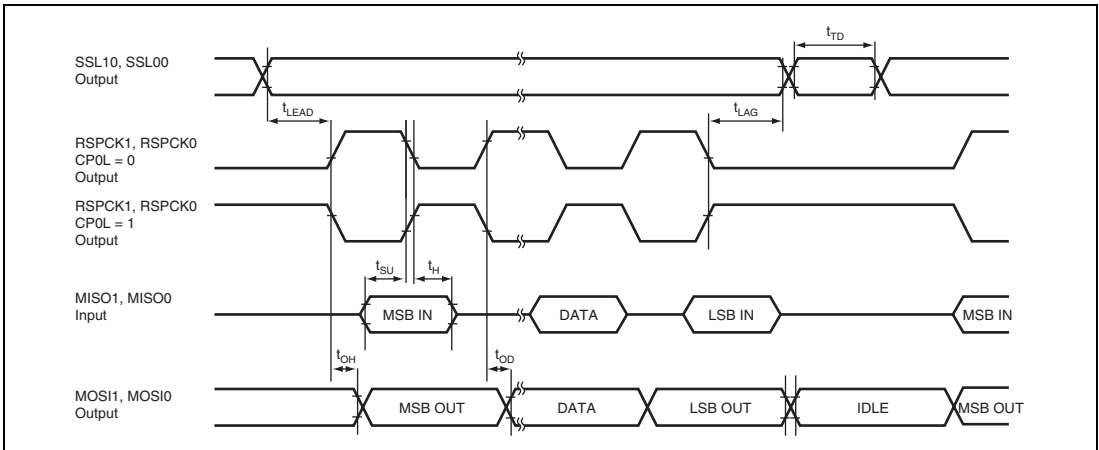 SSL10, SSL00
Output
tTD
tLEAD
tLAG
RSPCK1, RSPCK0
CP0L = 0
Output
RSPCK1, RSPCK0
CP0L = 1
Output
tSU
tH
MISO1, MISO0
Input
MSB IN
DATA
LSB IN
MSB IN
tOH
tOD
MOSI1, MOSI0
Output
MSB OUT
DATA
LSB OUT
IDLE
MSB OUT